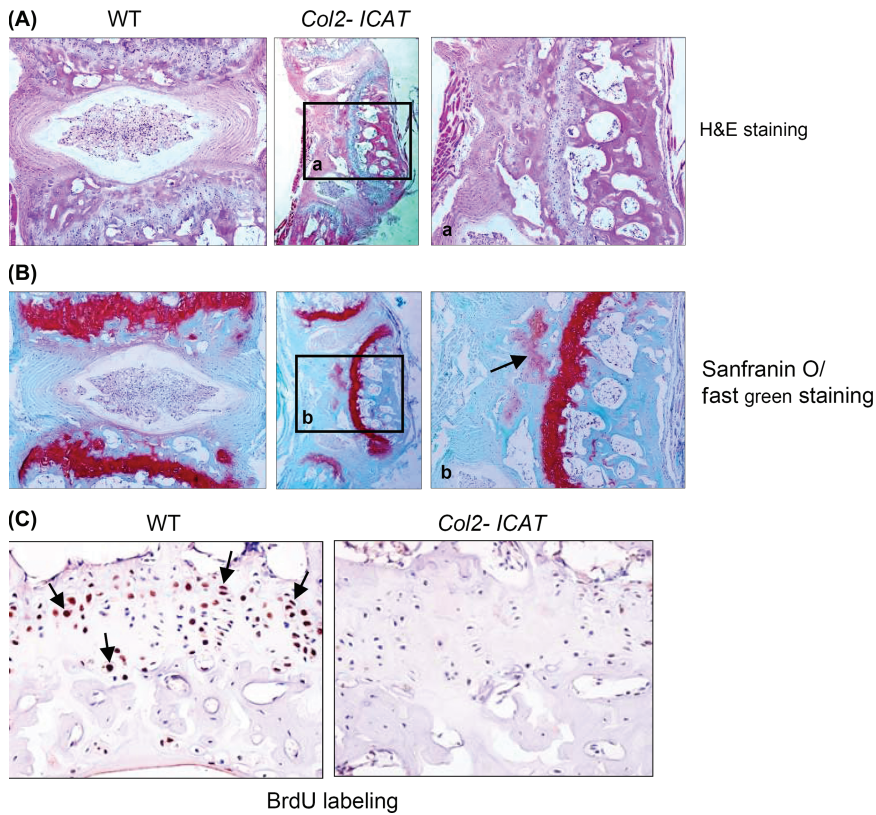 (A)
WT
Col2- ICAT
a
a
H&E staining
(B)
b
b
Sanfranin O/
fast green staining
(C)
WT
Col2- ICAT
BrdU labeling